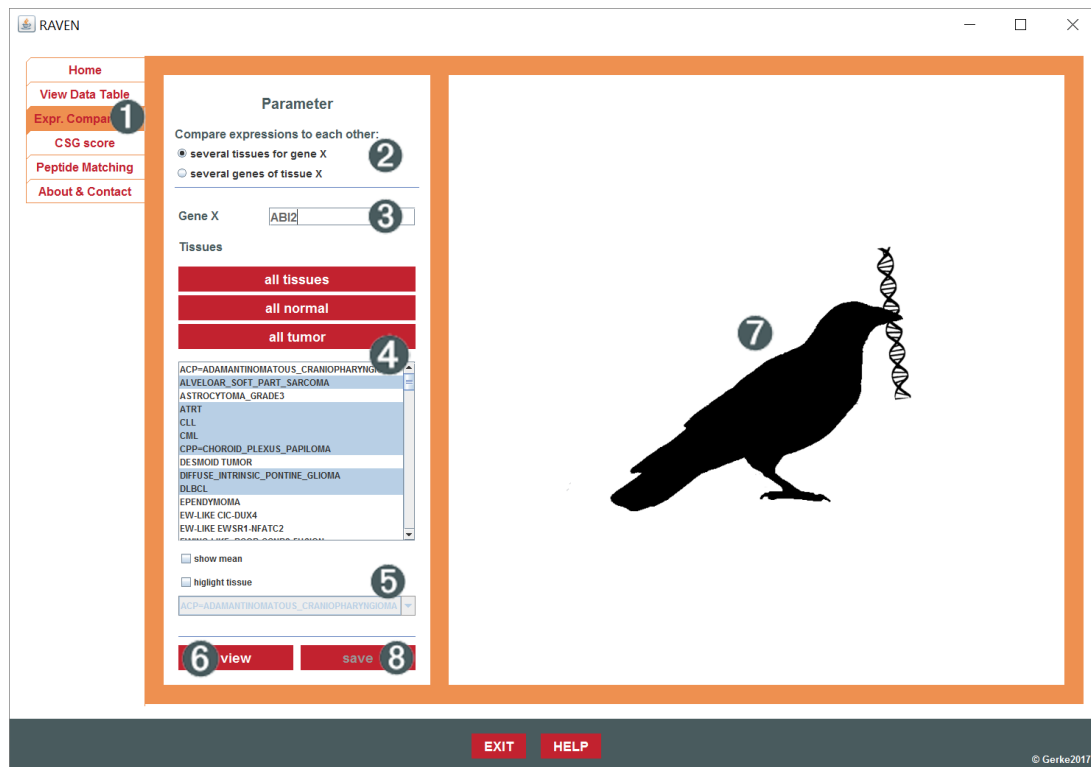 RAVEN
Home
View Data Table
Expr. Compar
1
CSG score
Peptide Matching
About & Contact
Parameter
Compare expressions to each other:
several tissues for gene X
2
several genes of tissue X
Gene X
ABI2
3
Tissues
all tissues
all normal
all tumor
4
ACP=ADAMANTINOMATOUS_CRANIOPHARYNGI
ALVELOAR_SOFT_PART_SARCOMA
ASTROCYTOMA_GRADE3
ATRT
CLL
CML
CPP=CHOROID_PLEXUS_PAPILOMA
DESMOID TUMOR
DIFFUSE_INTRINSIC_PONTINE_GLIOMA
DLBCL
EPENDYMOMA
EW-LIKE CIC-DUX4
EW-LIKE EWSR1-NFATC2
show mean
higlight tissue
5
ACP=ADAMANTINOMATOUS_CRANIOPHARYNGIOMA
6 view
save 8
7
EXIT
HELP
© Gerke2017